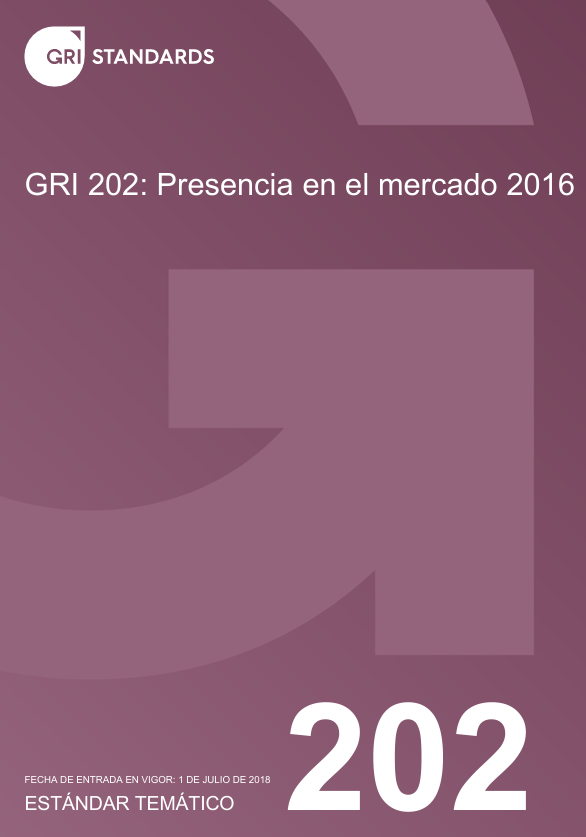 GRI STANDARDS
GRI 202: Presencia en el mercado 2016
FECHA DE ENTRADA EN VIGOR: 1 DE JULIO DE 2018
ESTÁNDAR TEMÁTICO
202